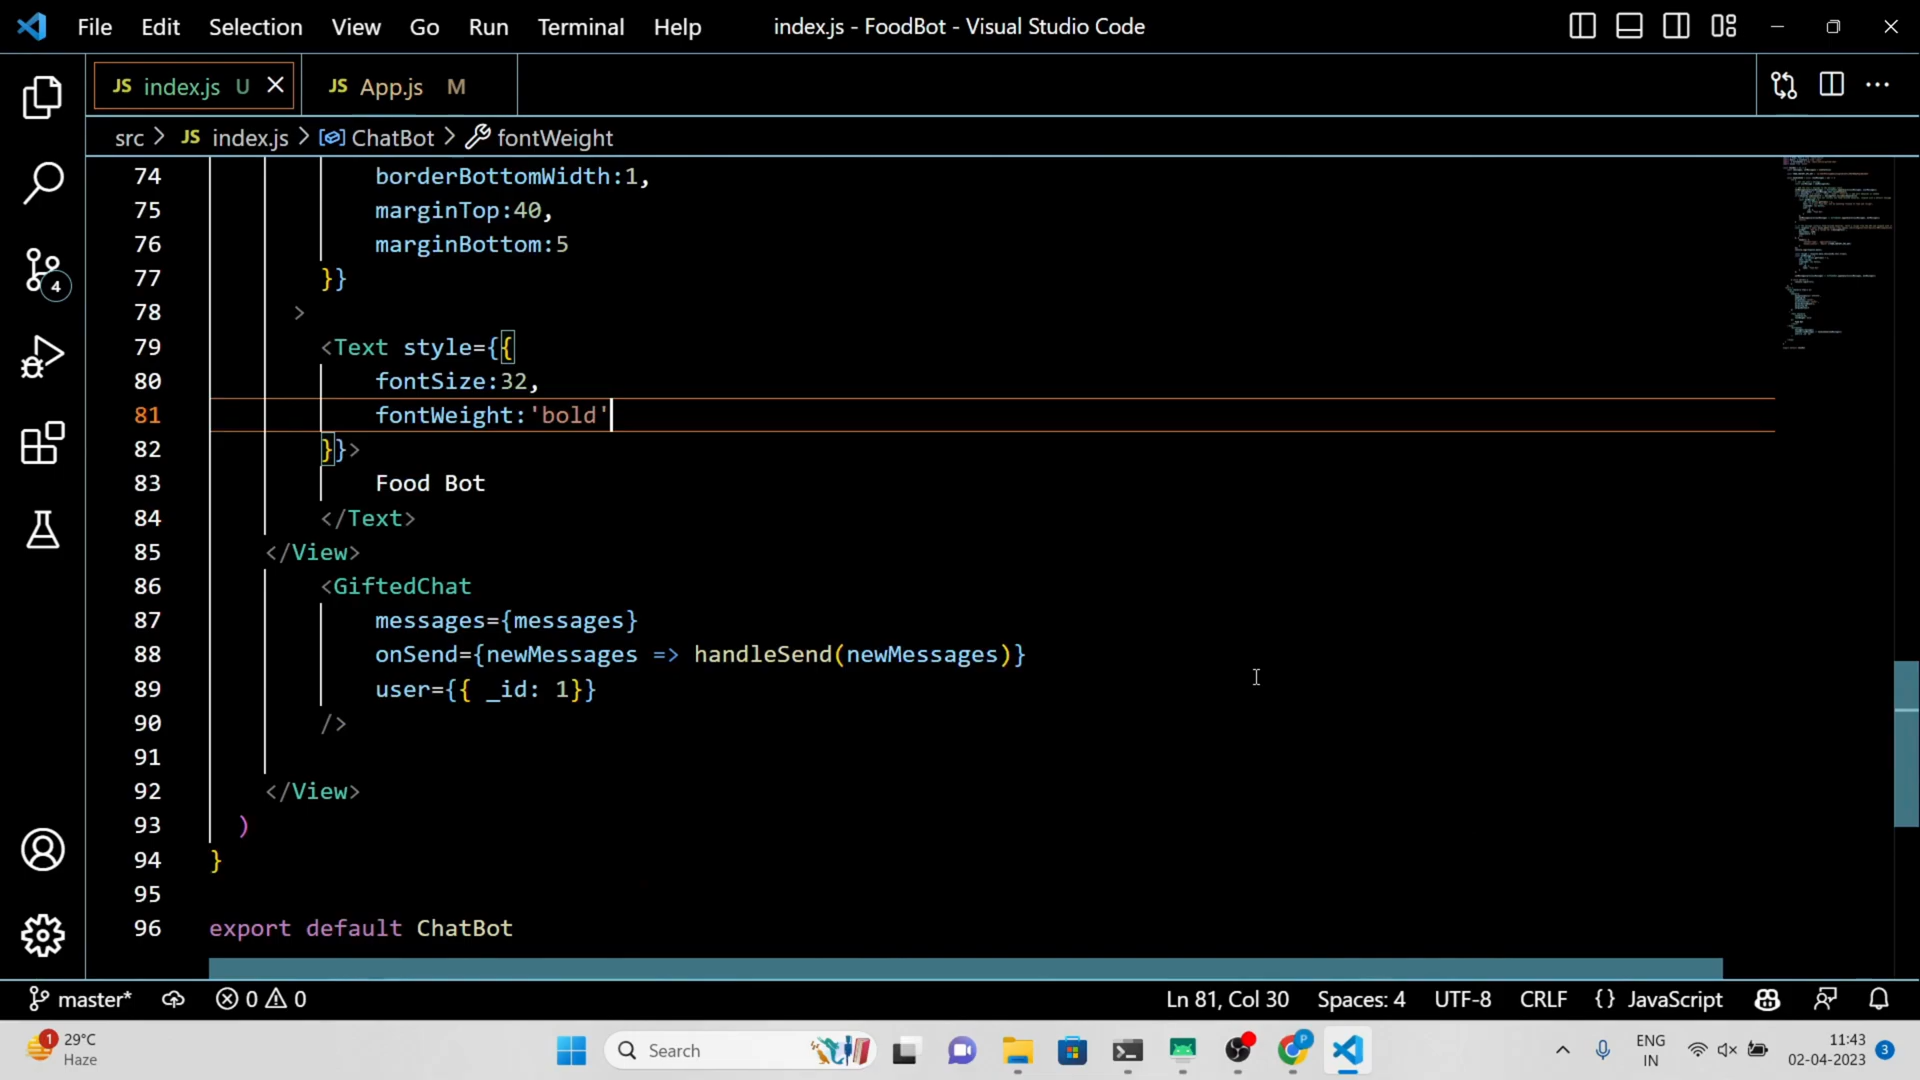 File Edit Selection View Go Run Terminal Help index.js - FoodBot - Visual Studio Code
JS index.js U JS App.js M
src > JS index.js > ChatBot > fontWeight
74 borderBottomWidth:1,
75 marginTop:40,
76 marginBottom:5
77 }}
78 >
79 <Text style={{
80 fontSize:32,
81 fontWeight:'bold'
82 }}>
83 Food Bot
84 </Text>
85 </View>
86 <GiftedChat
87 messages={messages}
88 onSend={newMessages => handleSend(newMessages)}
89 user={{ _id: 1}}
90 />
91
92 </View>
93 )
94 }
95
96 export default ChatBot
4
master* 0 0 Ln 81, Col 30 Spaces: 4 UTF-8 CRLF {} JavaScript
1 29°C
Haze
Search
P
ENG
IN
11:43
02-04-2023
3